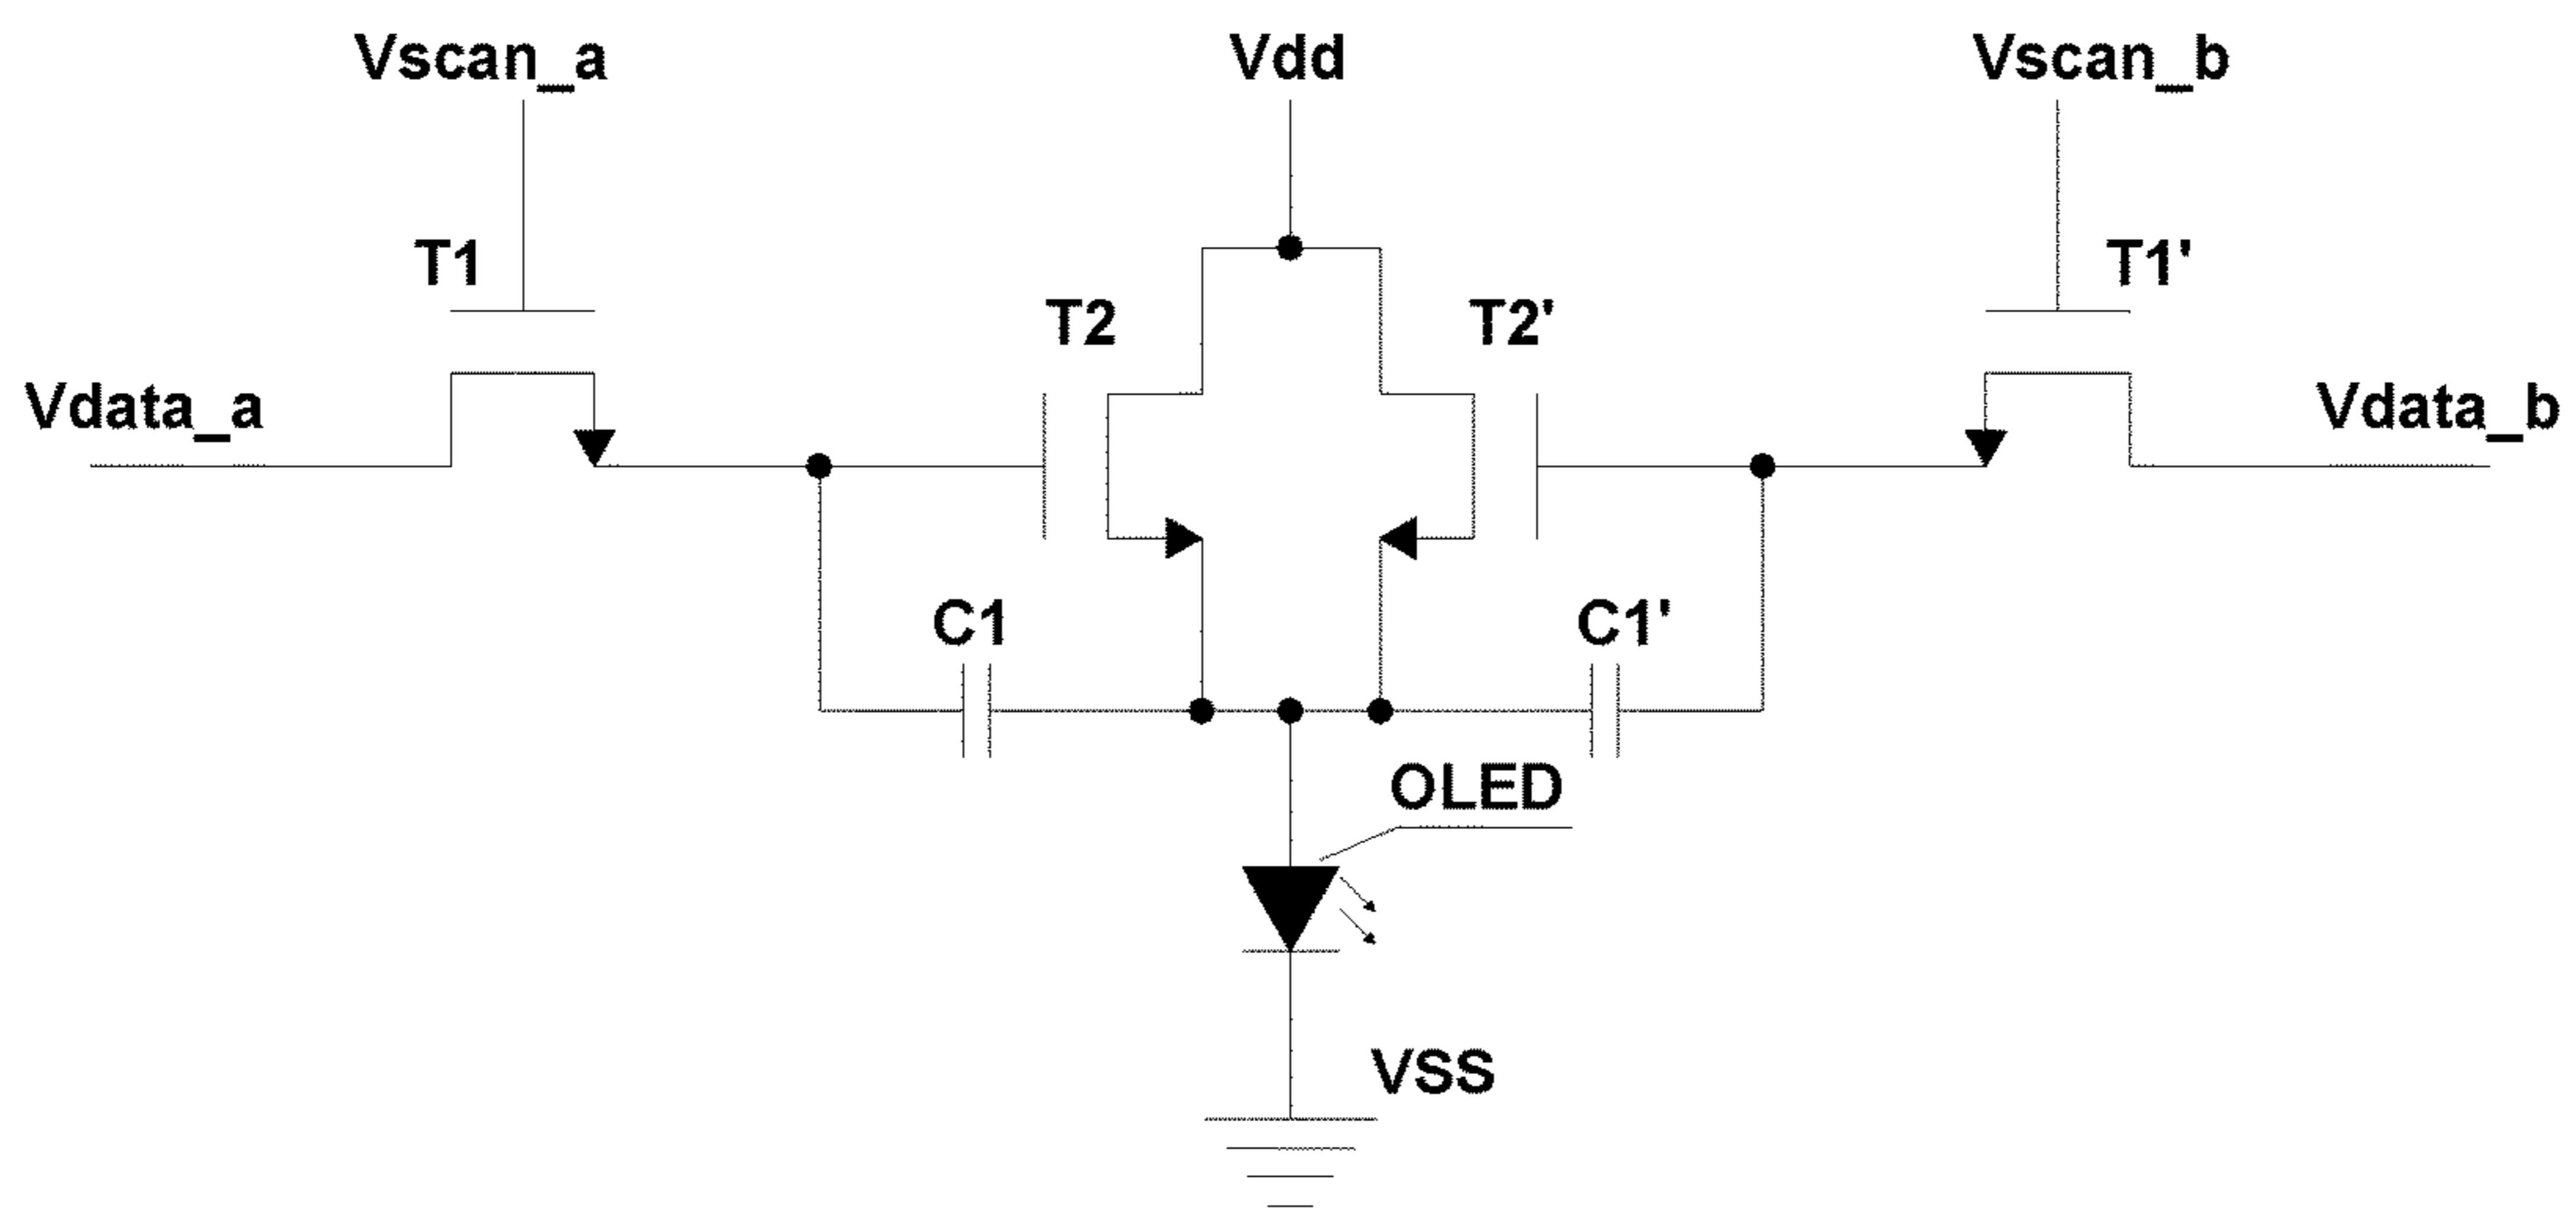 Vscan_a
Vdd
Vscan_b
T1
T1'
T2
T2'
Vdata_a
Vdata_b
C1
C1'
OLED
VSS